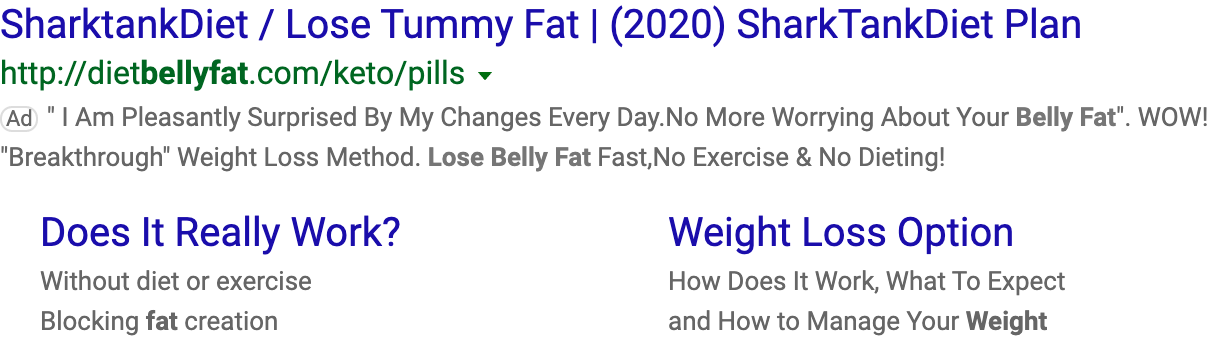 SharktankDiet / Lose Tummy Fat | (2020) SharkTankDiet Plan
http://dietbellyfat.com/keto/pills
Ad " I Am Pleasantly Surprised By My Changes Every Day.No More Worrying About Your Belly Fat". WOW!
"Breakthrough" Weight Loss Method. Lose Belly Fat Fast,No Exercise & No Dieting!
Does It Really Work?
Without diet or exercise
Blocking fat creation
Weight Loss Option
How Does It Work, What To Expect
and How to Manage Your Weight